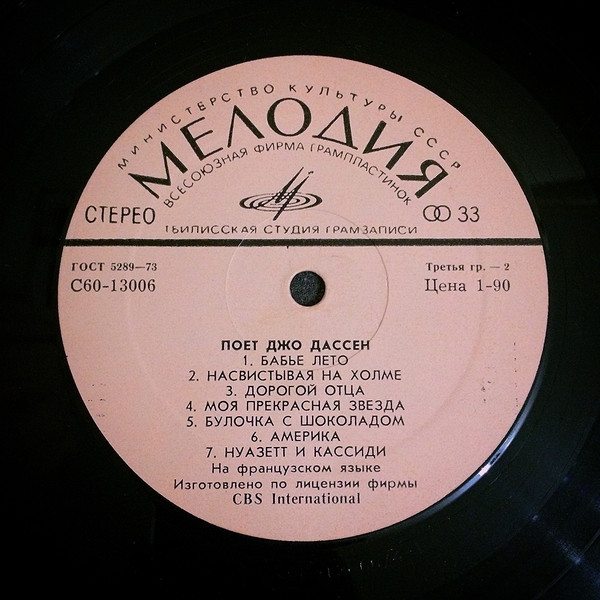 МИНИСТЕРСТВО КУЛЬТУРЫ СССР
МЕЛОДИЯ
ВСЕСОЮЗНАЯ ФИРМА ГРАМПЛАСТИНОК
СТЕРЕО
33
ТБИЛИССКАЯ СТУДИЯ ГРАМЗАПИСИ
ГОСТ 5289—73
Третья гр. — 2
С60-13006
Цена 1-90
ПОЕТ ДЖО ДАССЕН
1. БАБЬЕ ЛЕТО
2. НАСВИСТЫВАЯ НА ХОЛМЕ
3. ДОРОГОЙ ОТЦА
4. МОЯ ПРЕКРАСНАЯ ЗВЕЗДА
5. БУЛОЧКА С ШОКОЛАДОМ
6. АМЕРИКА
7. НУАЗЕТТ И КАССИДИ
На французском языке
Изготовлено по лицензии фирмы
CBS International